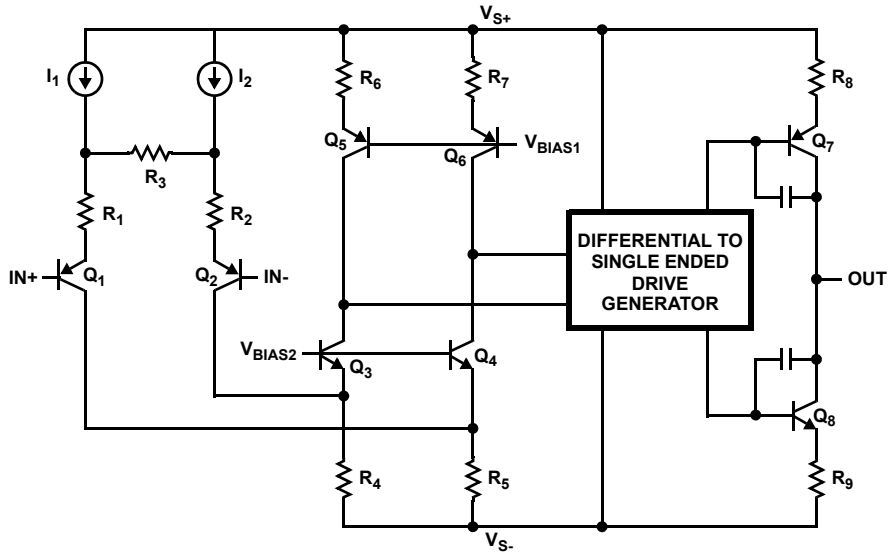 V_S+
I_1
I_2
R_6
R_7
R_8
Q_5
Q_6
V_BIAS1
Q_7
R_3
R_1
R_2
DIFFERENTIAL TO
SINGLE ENDED
DRIVE
GENERATOR
IN+
Q_1
Q_2
IN-
OUT
V_BIAS2
Q_3
Q_4
Q_8
R_4
R_5
R_9
V_S-